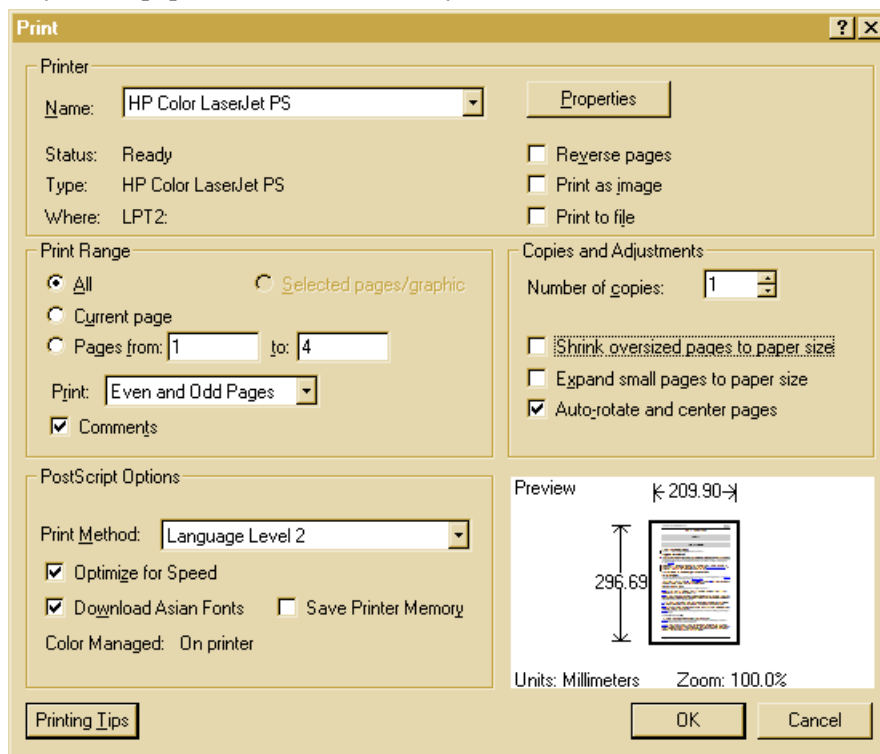 Print
Printer
Name: HP Color LaserJet PS
Properties
Status: Ready
Type: HP Color LaserJet PS
Where: LPT2:
Reverse pages
Print as image
Print to file
Print Range
All
Selected pages/graphic
Current page
Pages from: 1 to: 4
Print: Even and Odd Pages
Comments
Copies and Adjustments
Number of copies: 1
Shrink oversized pages to paper size
Expand small pages to paper size
Auto-rotate and center pages
PostScript Options
Print Method: Language Level 2
Optimize for Speed
Download Asian Fonts Save Printer Memory
Color Managed: On printer
Preview
209.90
296.69
Units: Millimeters Zoom: 100.0%
Printing Tips
OK Cancel